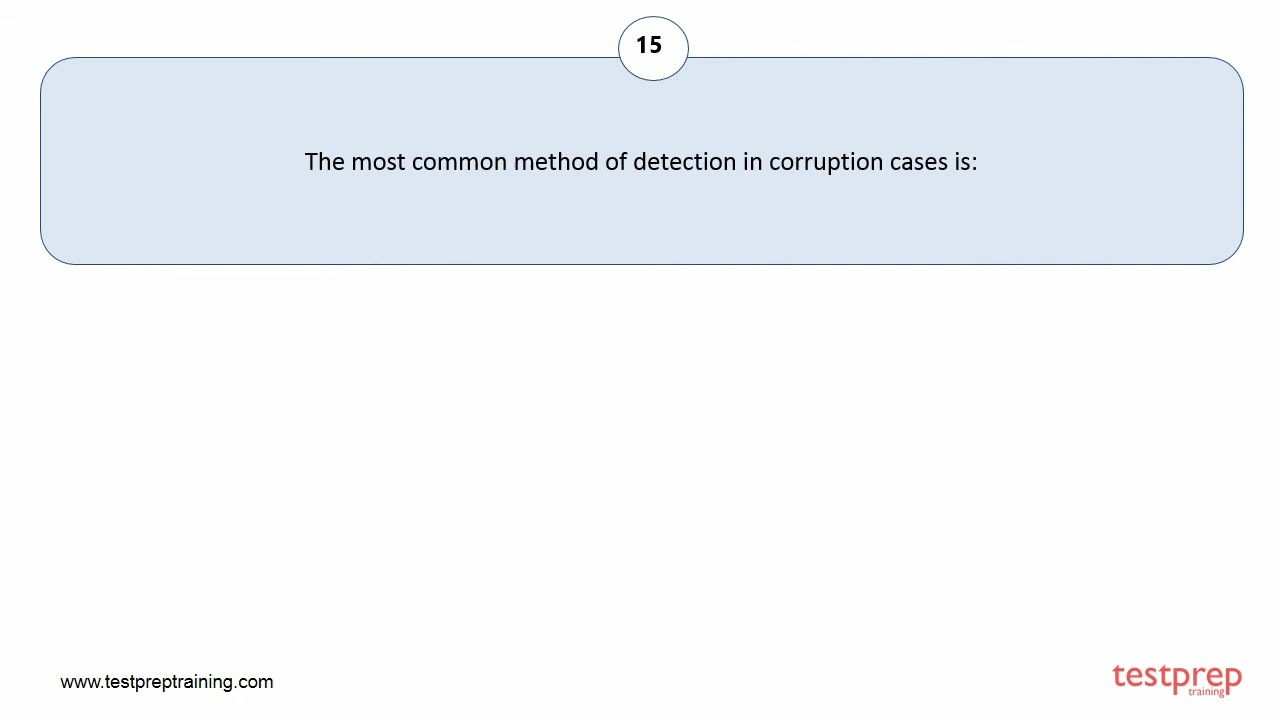 15
The most common method of detection in corruption cases is:
www.testpreptraining.com
testprep
training